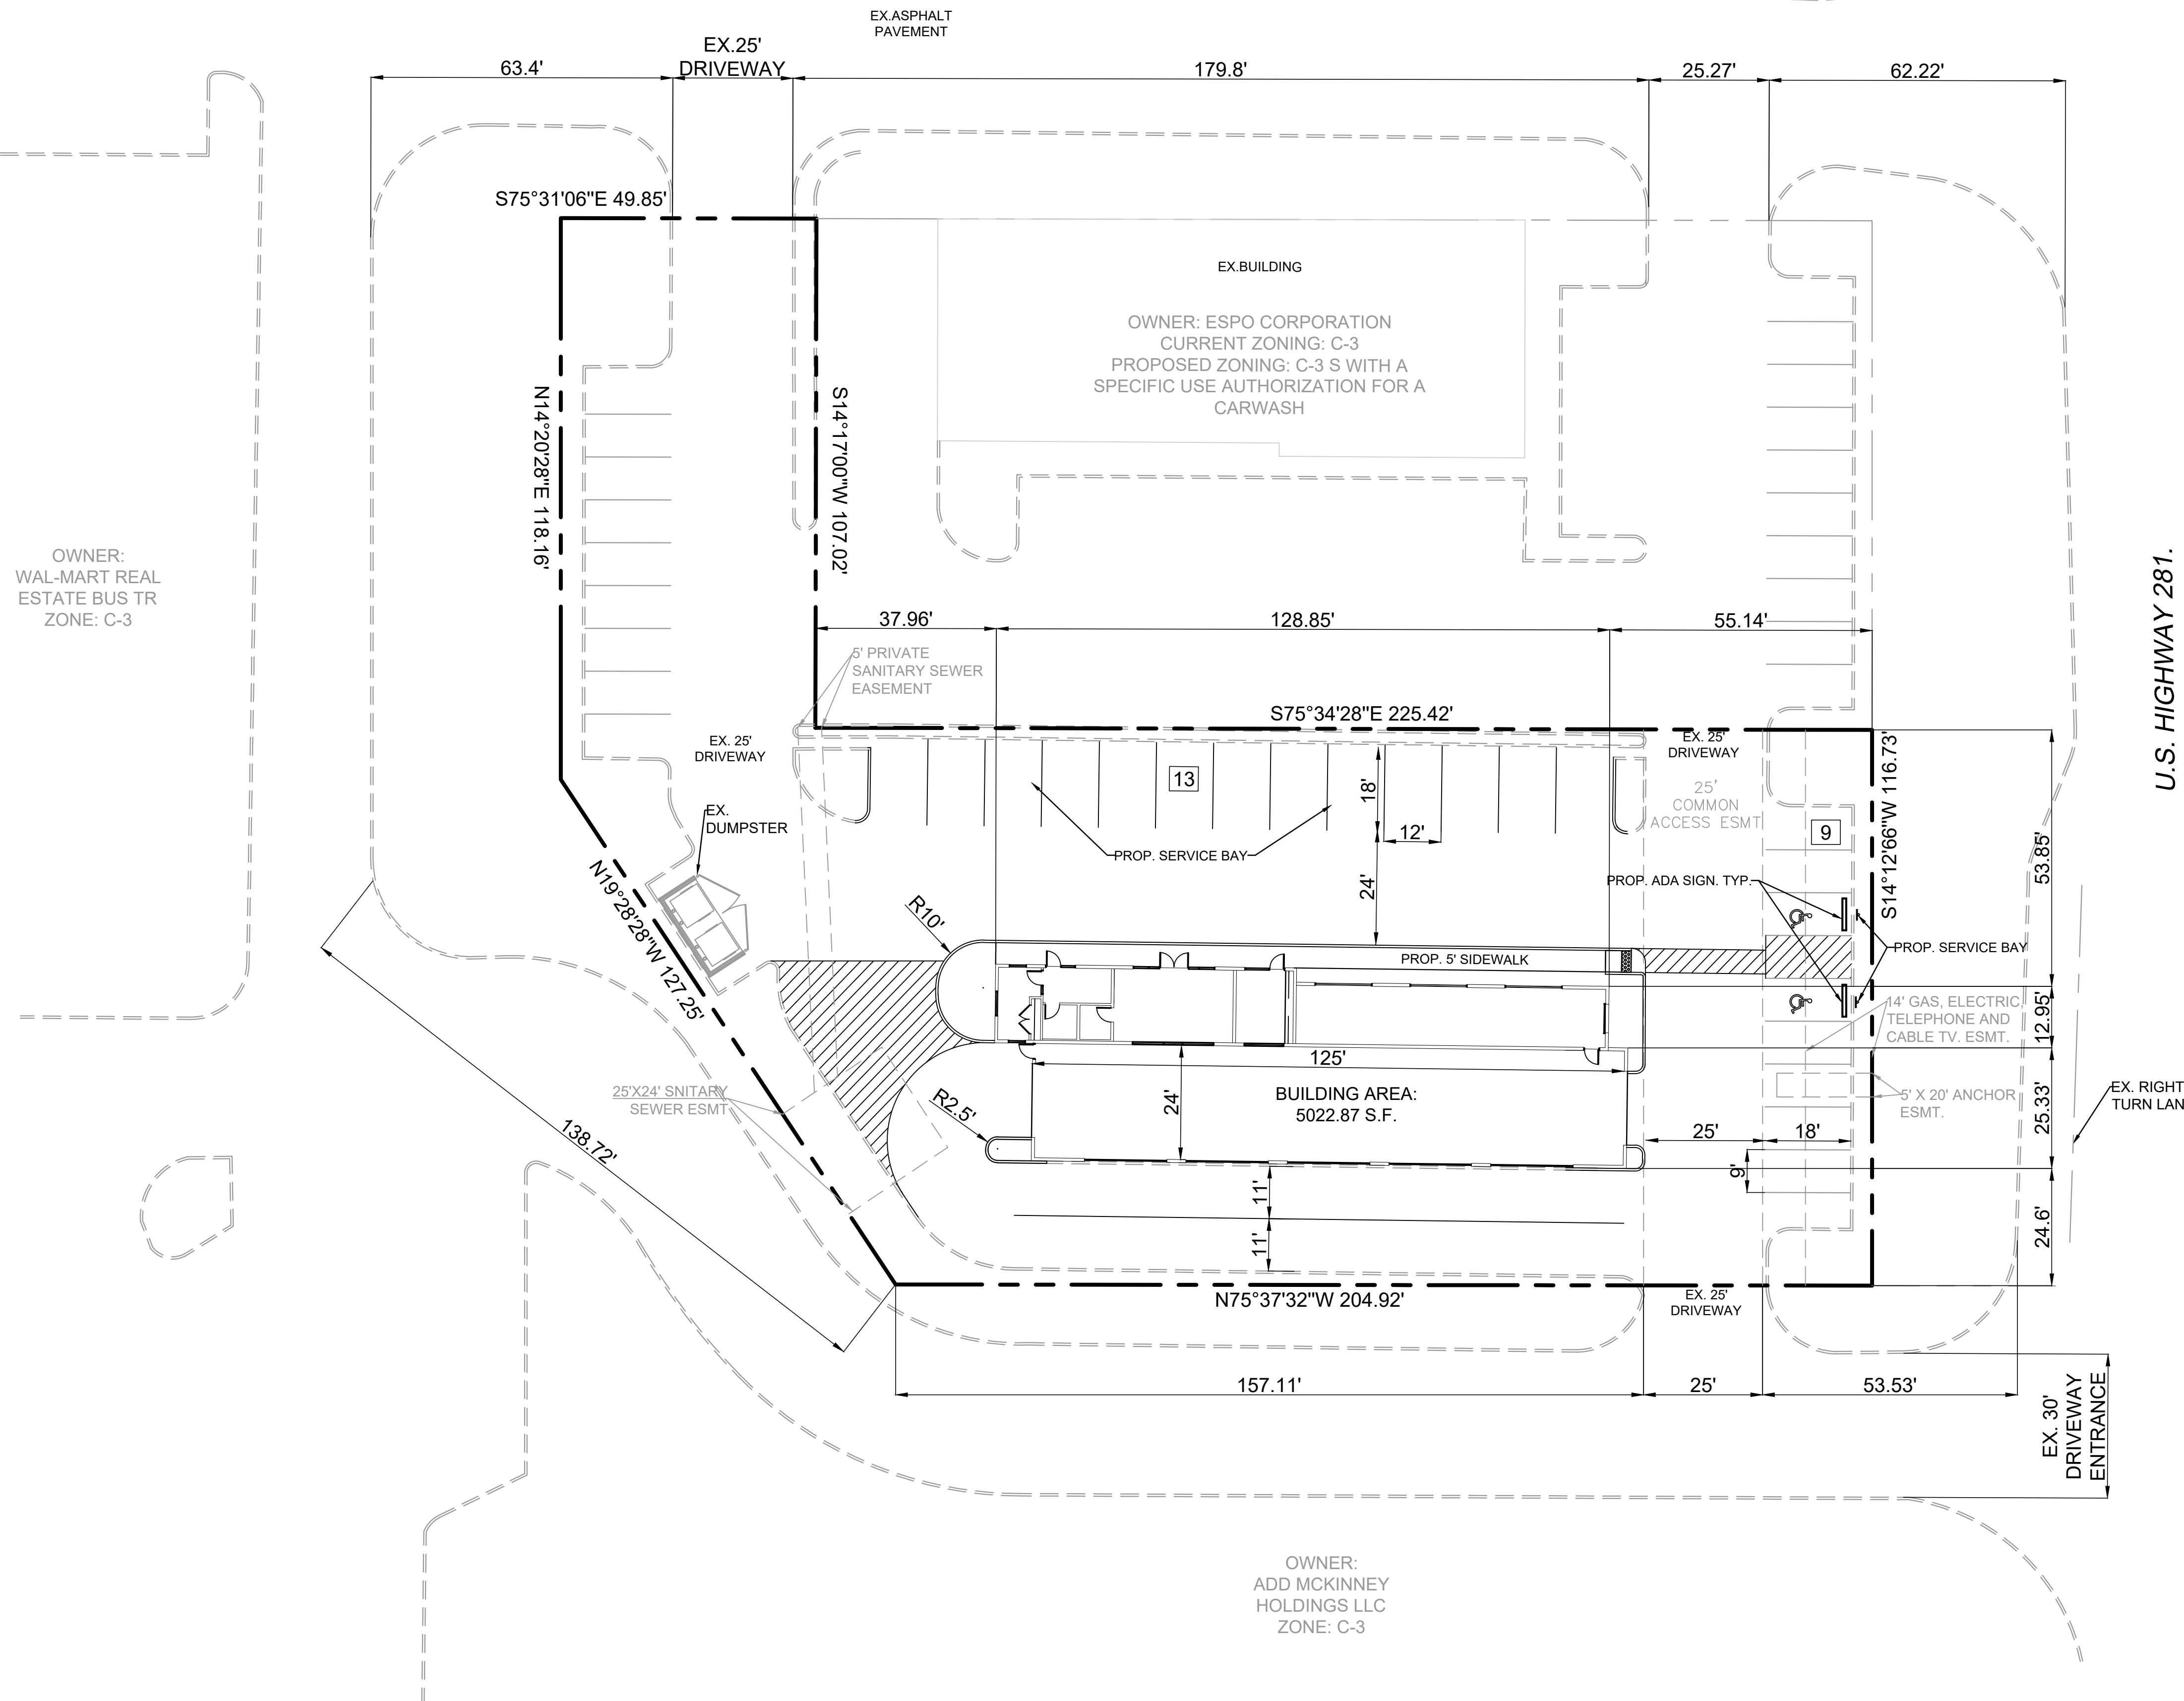 EX.ASPHALT
PAVEMENT
63.4'
EX.25'
DRIVEWAY
179.8'
25.27'
62.22'
S75°31'06"E 49.85'
EX.BUILDING
OWNER: ESPO CORPORATION
CURRENT ZONING: C-3
PROPOSED ZONING: C-3 S WITH A
SPECIFIC USE AUTHORIZATION FOR A
CARWASH
N14°20'28"E 118.16'
S14°17'00"W 107.02'
OWNER:
WAL-MART REAL
ESTATE BUS TR
ZONE: C-3
U.S. HIGHWAY 281.
37.96'
128.85'
55.14'
5' PRIVATE
SANITARY SEWER
EASEMENT
S75°34'28"E 225.42'
EX. 25'
DRIVEWAY
EX. 25'
DRIVEWAY
13
18'
12'
24'
25'
COMMON
ACCESS ESMT
9
S14°12'66"W 116.73'
53.85'
EX.
DUMPSTER
PROP. SERVICE BAY
PROP. ADA SIGN. TYP.
N19°28'28"W 127.25'
R10'
PROP. 5' SIDEWALK
PROP. SERVICE BAY
14' GAS, ELECTRIC,
TELEPHONE AND
CABLE TV. ESMT.
12.95'
125'
24'
BUILDING AREA:
5022.87 S.F.
25'X24' SNITARY
SEWER ESMT
R2.5'
5' X 20' ANCHOR
ESMT.
25.33'
EX. RIGHT
TURN LAN
138.72'
25'
18'
9'
11'
11'
24.6'
N75°37'32"W 204.92'
EX. 25'
DRIVEWAY
157.11'
25'
53.53'
EX. 30'
DRIVEWAY
ENTRANCE
OWNER:
ADD MCKINNEY
HOLDINGS LLC
ZONE: C-3